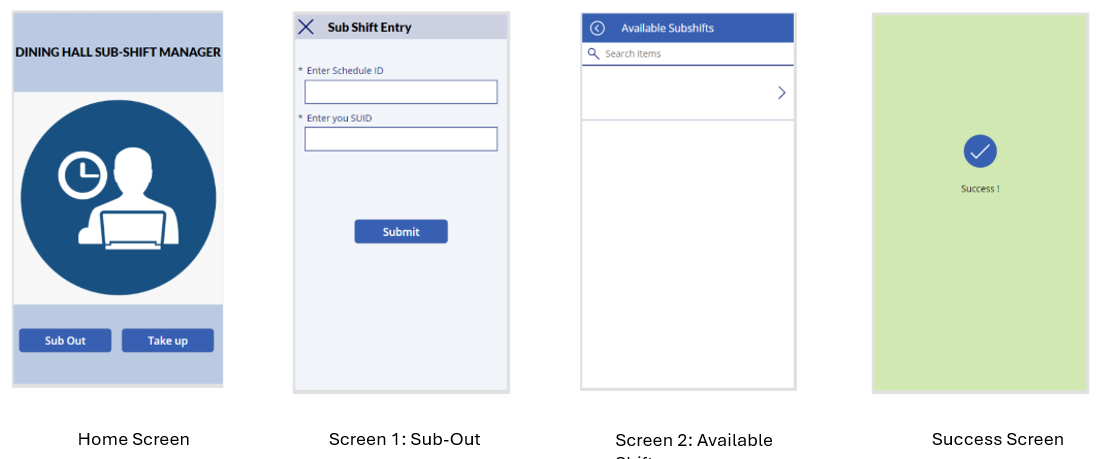 DINING HALL SUB-SHIFT MANAGER
Sub Out
Take up
Home Screen
Sub Shift Entry
* Enter Schedule ID
* Enter you SUID
Submit
Screen 1: Sub-Out
Available Subshifts
Search items
Screen 2: Available
Success !
Success Screen